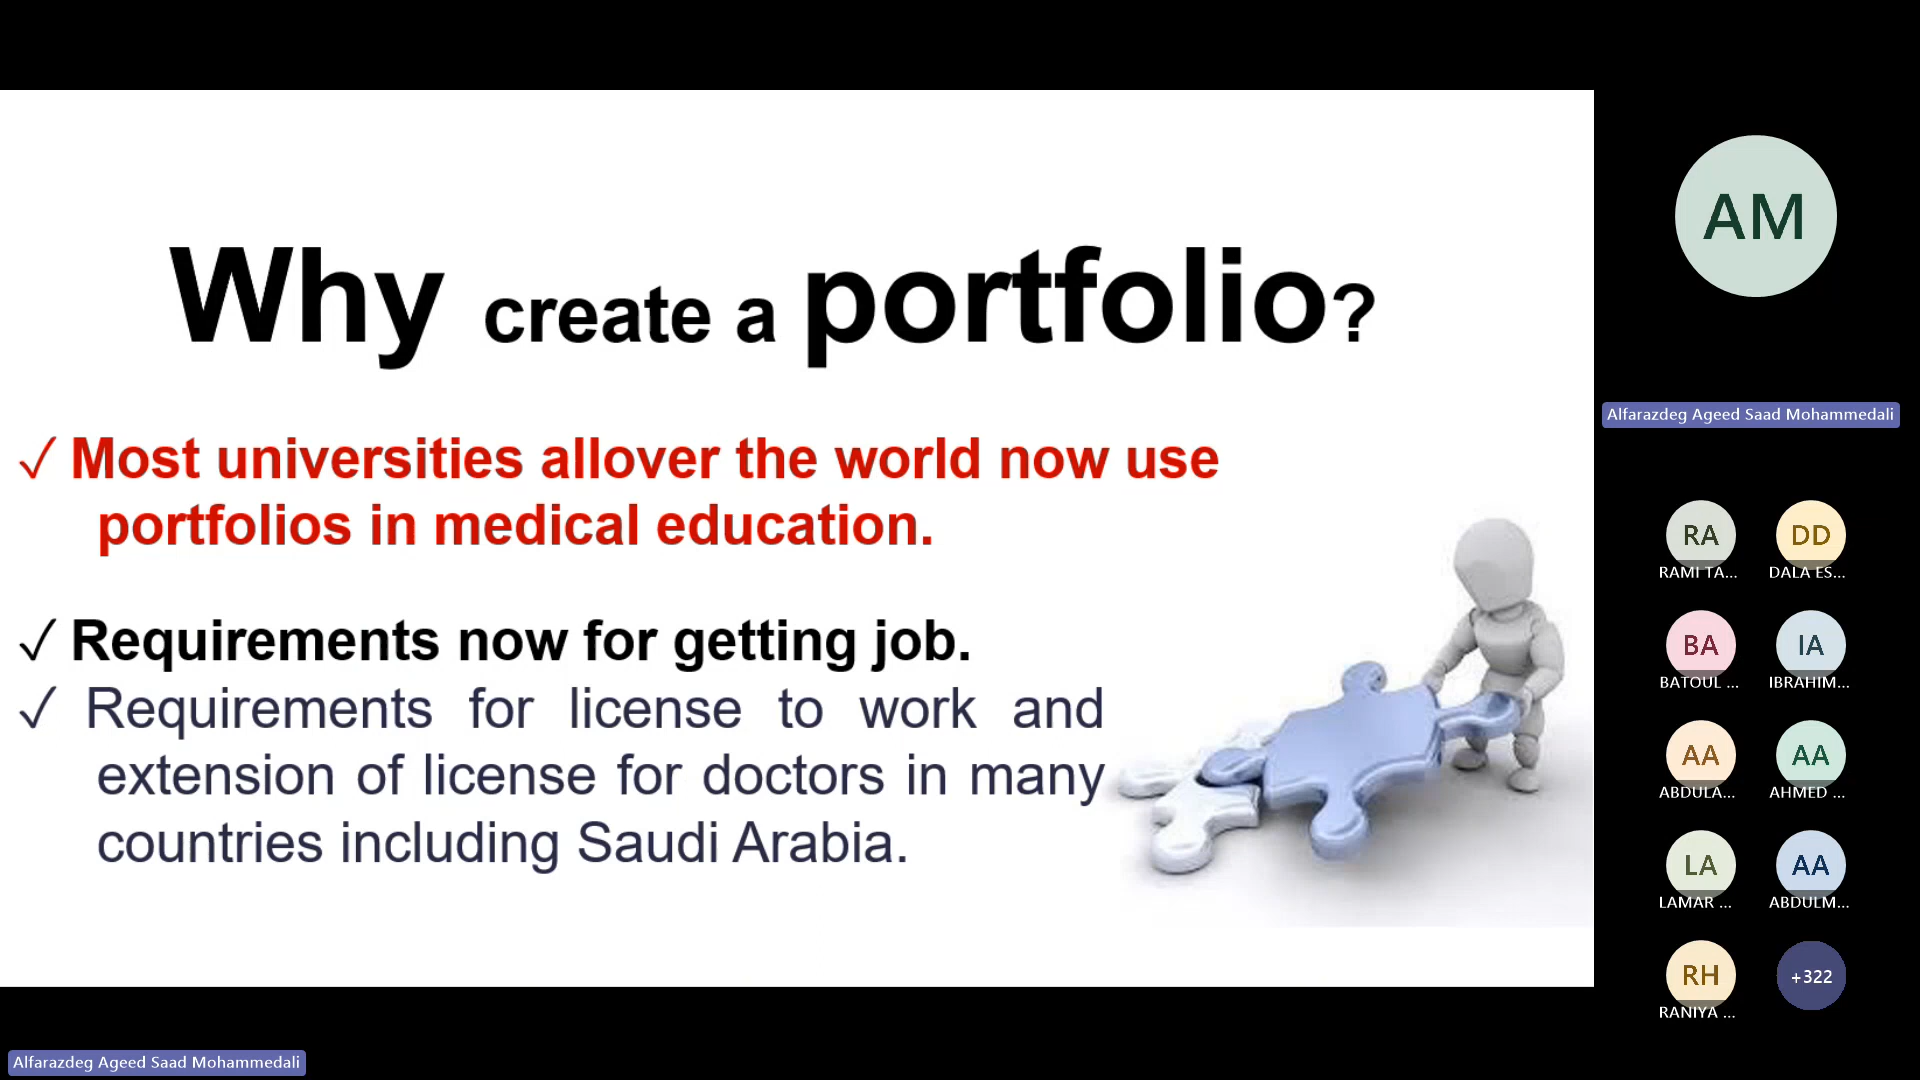 Why create a portfolio?
✓ Most universities allover the world now use
portfolios in medical education.
✓ Requirements now for getting job.
✓ Requirements for license to work and
extension of license for doctors in many
countries including Saudi Arabia.
AM
Alfarazdeg Ageed Saad Mohammedali
RA
RAMI TA...
DD
DALA ES...
BA
BATOUL ...
IA
IBRAHIM...
AA
ABDULA...
AA
AHMED ...
LA
LAMAR ...
AA
ABDULM...
RH
RANIYA ...
+322
Alfarazdeg Ageed Saad Mohammedali